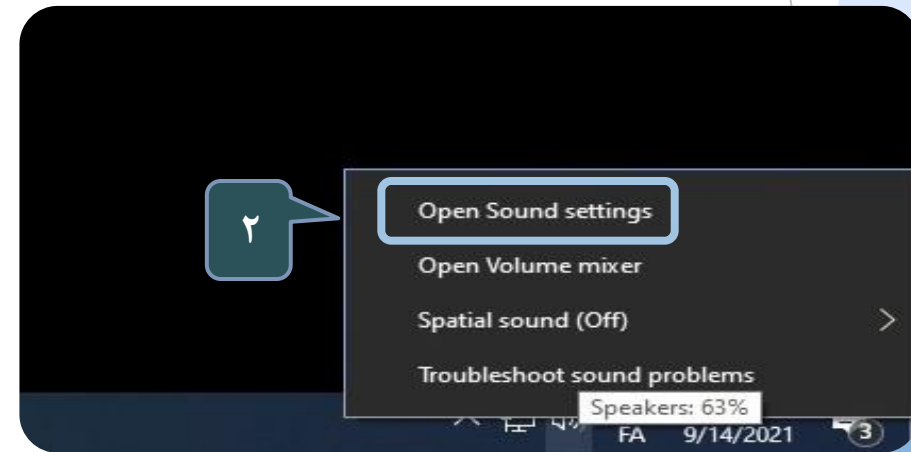 ۲
Open Sound settings
Open Volume mixer
Spatial sound (Off)
Troubleshoot sound problems
Speakers: 63%
FA 9/14/2021
3